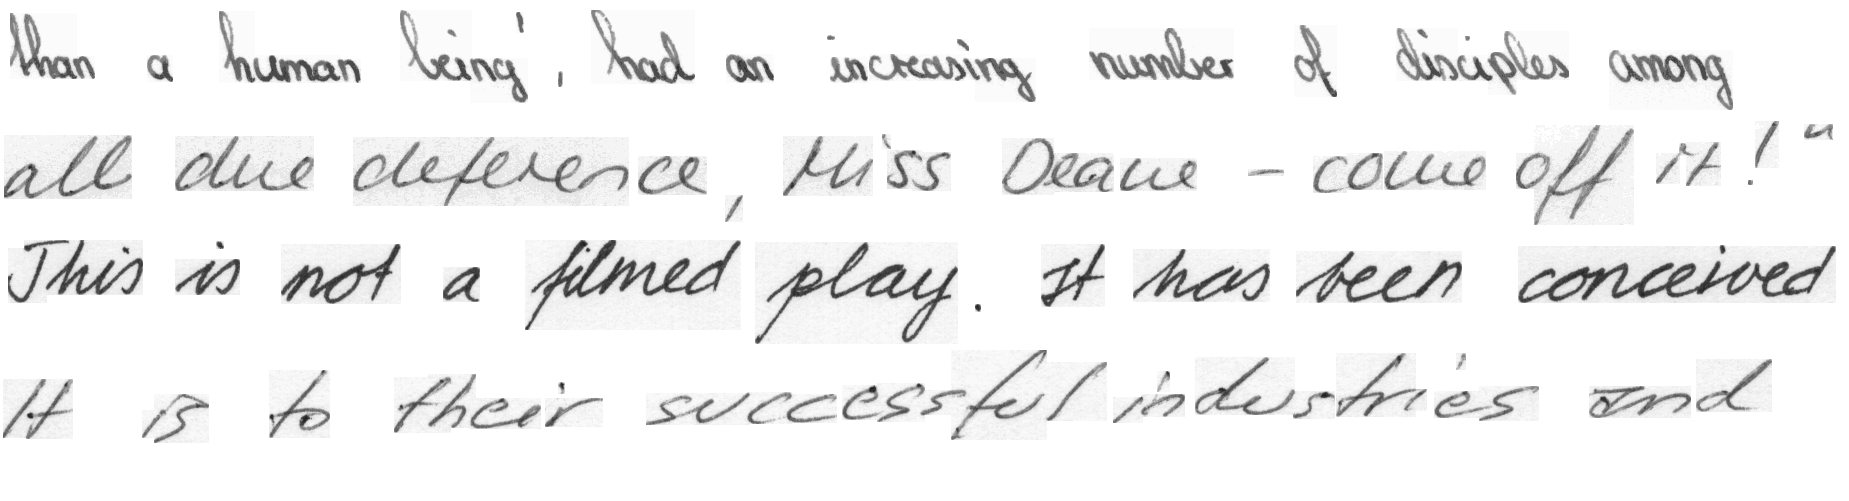 than a human being', had an increasing number of disciples among
all due deference, Miss Deane - come off it!"
This is not a filmed play. It has been conceived
It is to their successful industries and